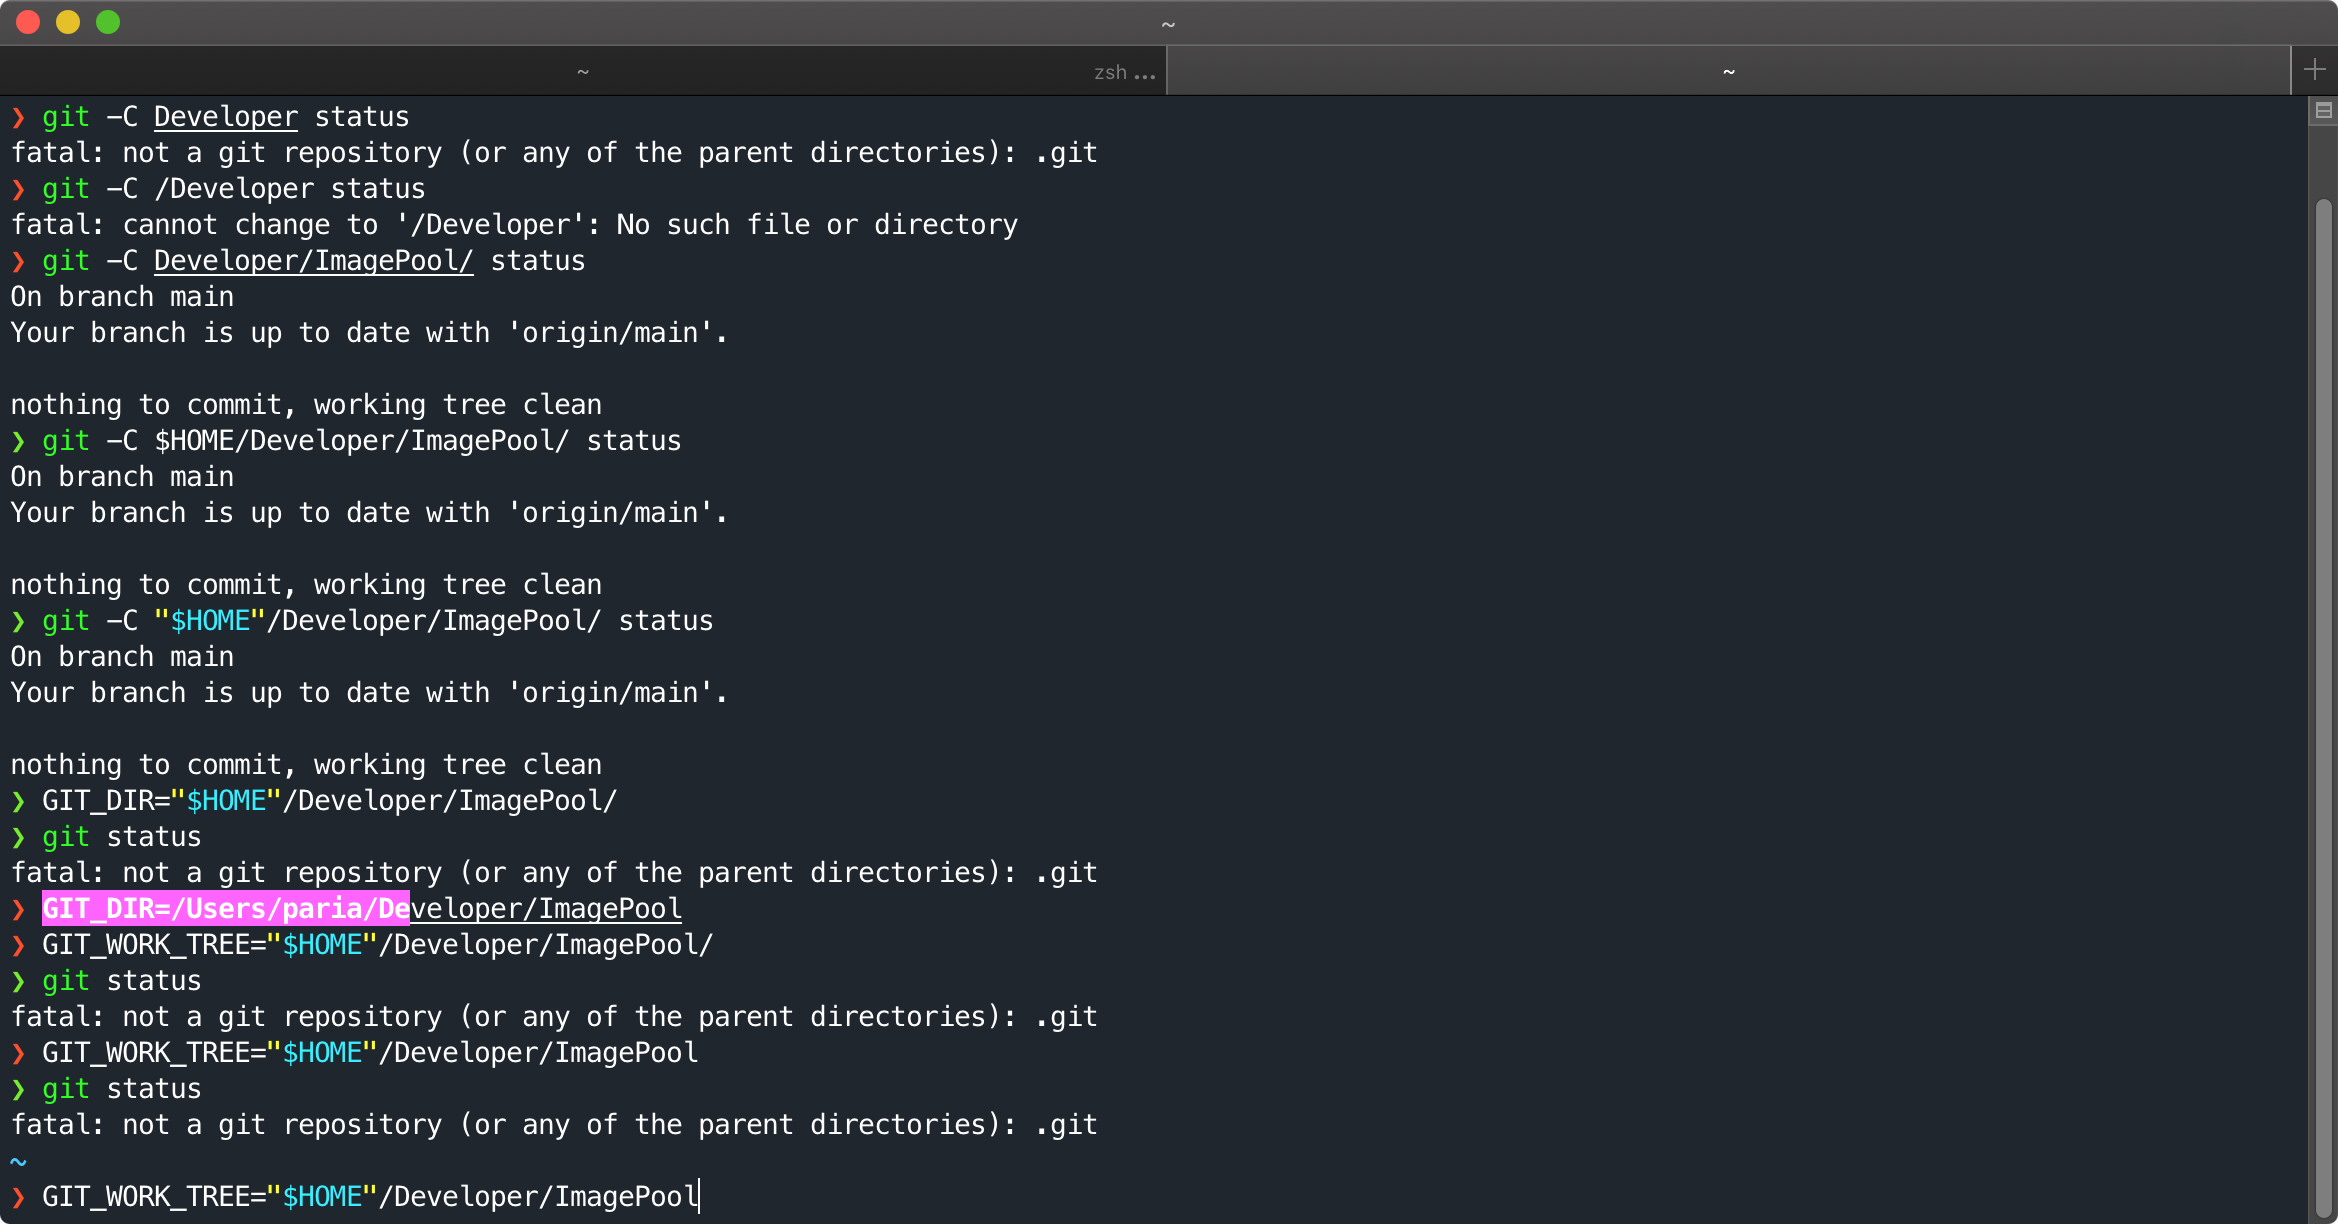 ~
~ zsh ... ~
❯ git -C Developer status
fatal: not a git repository (or any of the parent directories): .git
❯ git -C /Developer status
fatal: cannot change to '/Developer': No such file or directory
❯ git -C Developer/ImagePool/ status
On branch main
Your branch is up to date with 'origin/main'.
nothing to commit, working tree clean
❯ git -C $HOME/Developer/ImagePool/ status
On branch main
Your branch is up to date with 'origin/main'.
nothing to commit, working tree clean
❯ git -C "$HOME"/Developer/ImagePool/ status
On branch main
Your branch is up to date with 'origin/main'.
nothing to commit, working tree clean
❯ GIT_DIR="$HOME"/Developer/ImagePool/
❯ git status
fatal: not a git repository (or any of the parent directories): .git
❯ GIT_DIR=/Users/paria/Developer/ImagePool
❯ GIT_WORK_TREE="$HOME"/Developer/ImagePool/
❯ git status
fatal: not a git repository (or any of the parent directories): .git
❯ GIT_WORK_TREE="$HOME"/Developer/ImagePool
❯ git status
fatal: not a git repository (or any of the parent directories): .git
~
❯ GIT_WORK_TREE="$HOME"/Developer/ImagePool